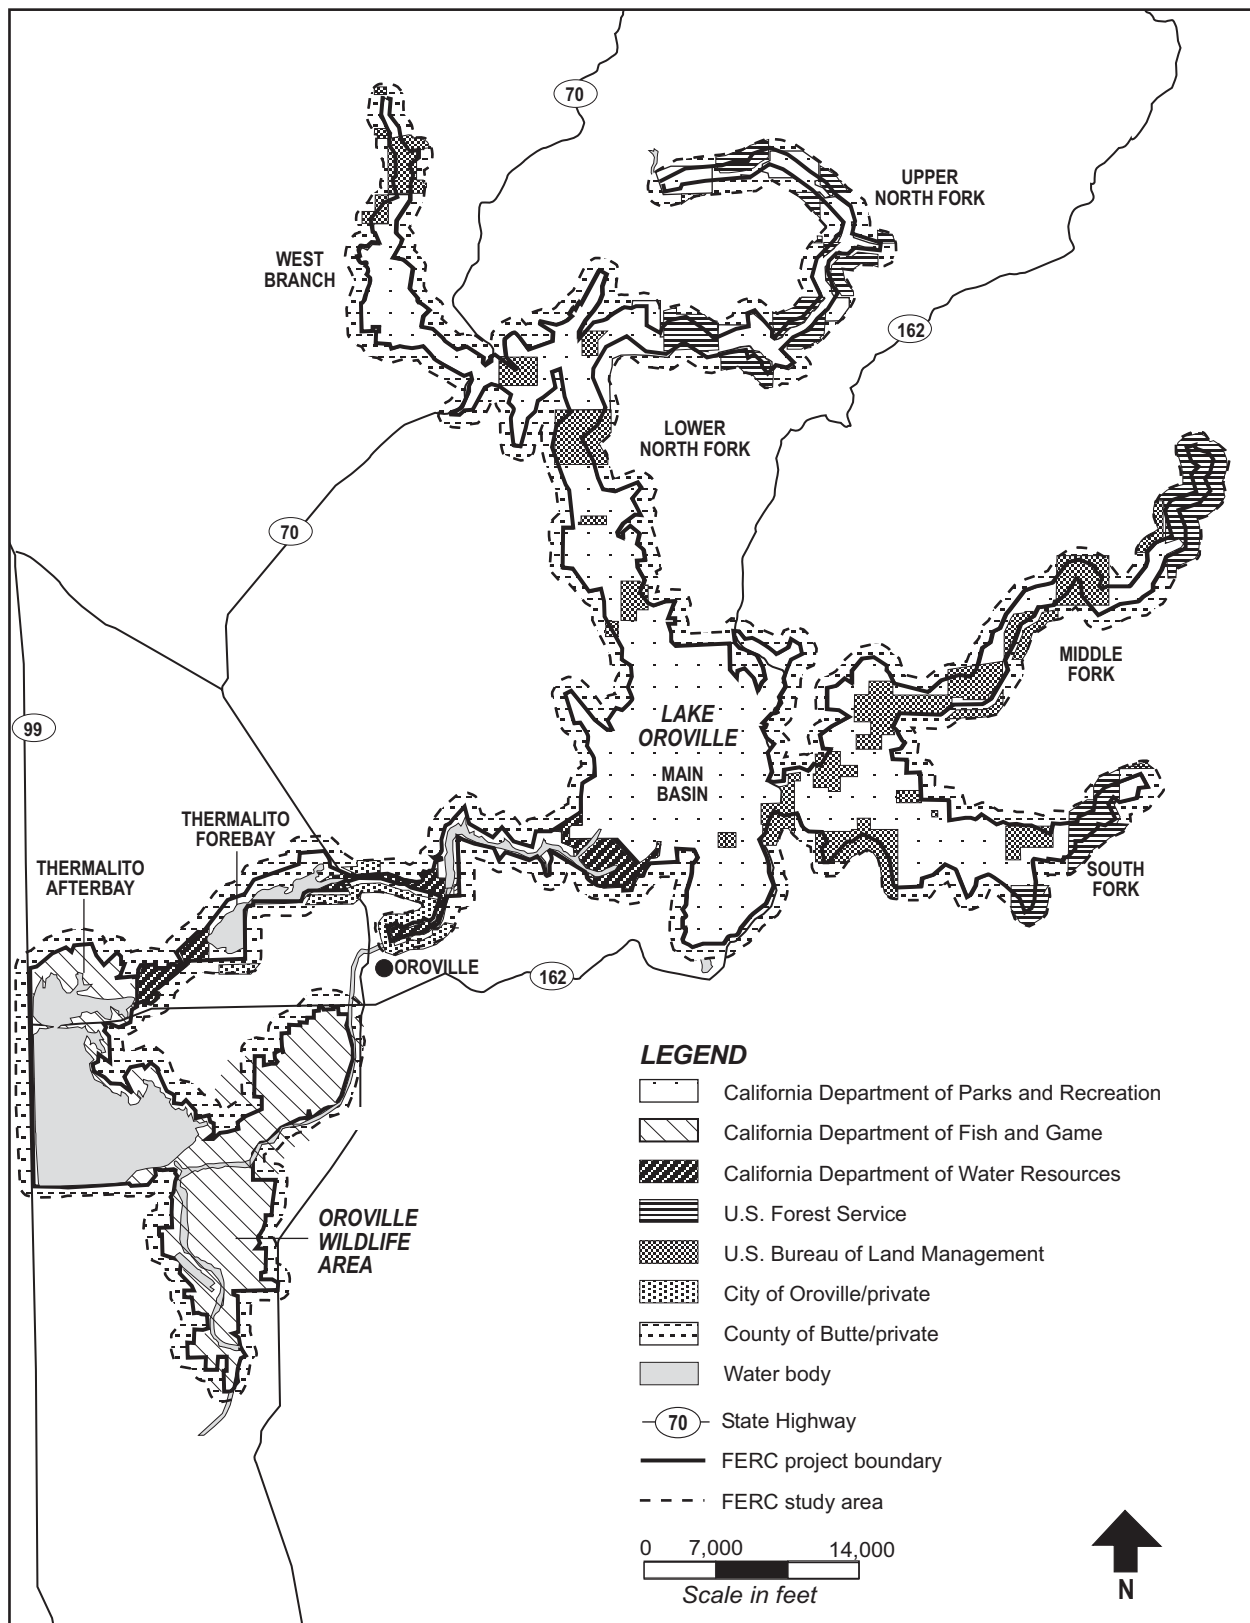 70
UPPER
NORTH FORK
WEST
BRANCH
162
LOWER
NORTH FORK
70
MIDDLE
FORK
99
LAKE
OROVILLE
MAIN
BASIN
THERMALITO
FOREBAY
THERMALITO
AFTERBAY
SOUTH
FORK
OROVILLE
162
OROVILLE
WILDLIFE
AREA
LEGEND
California Department of Parks and Recreation
California Department of Fish and Game
California Department of Water Resources
U.S. Forest Service
U.S. Bureau of Land Management
City of Oroville/private
County of Butte/private
Water body
70 State Highway
FERC project boundary
FERC study area
0 7,000 14,000
Scale in feet
N